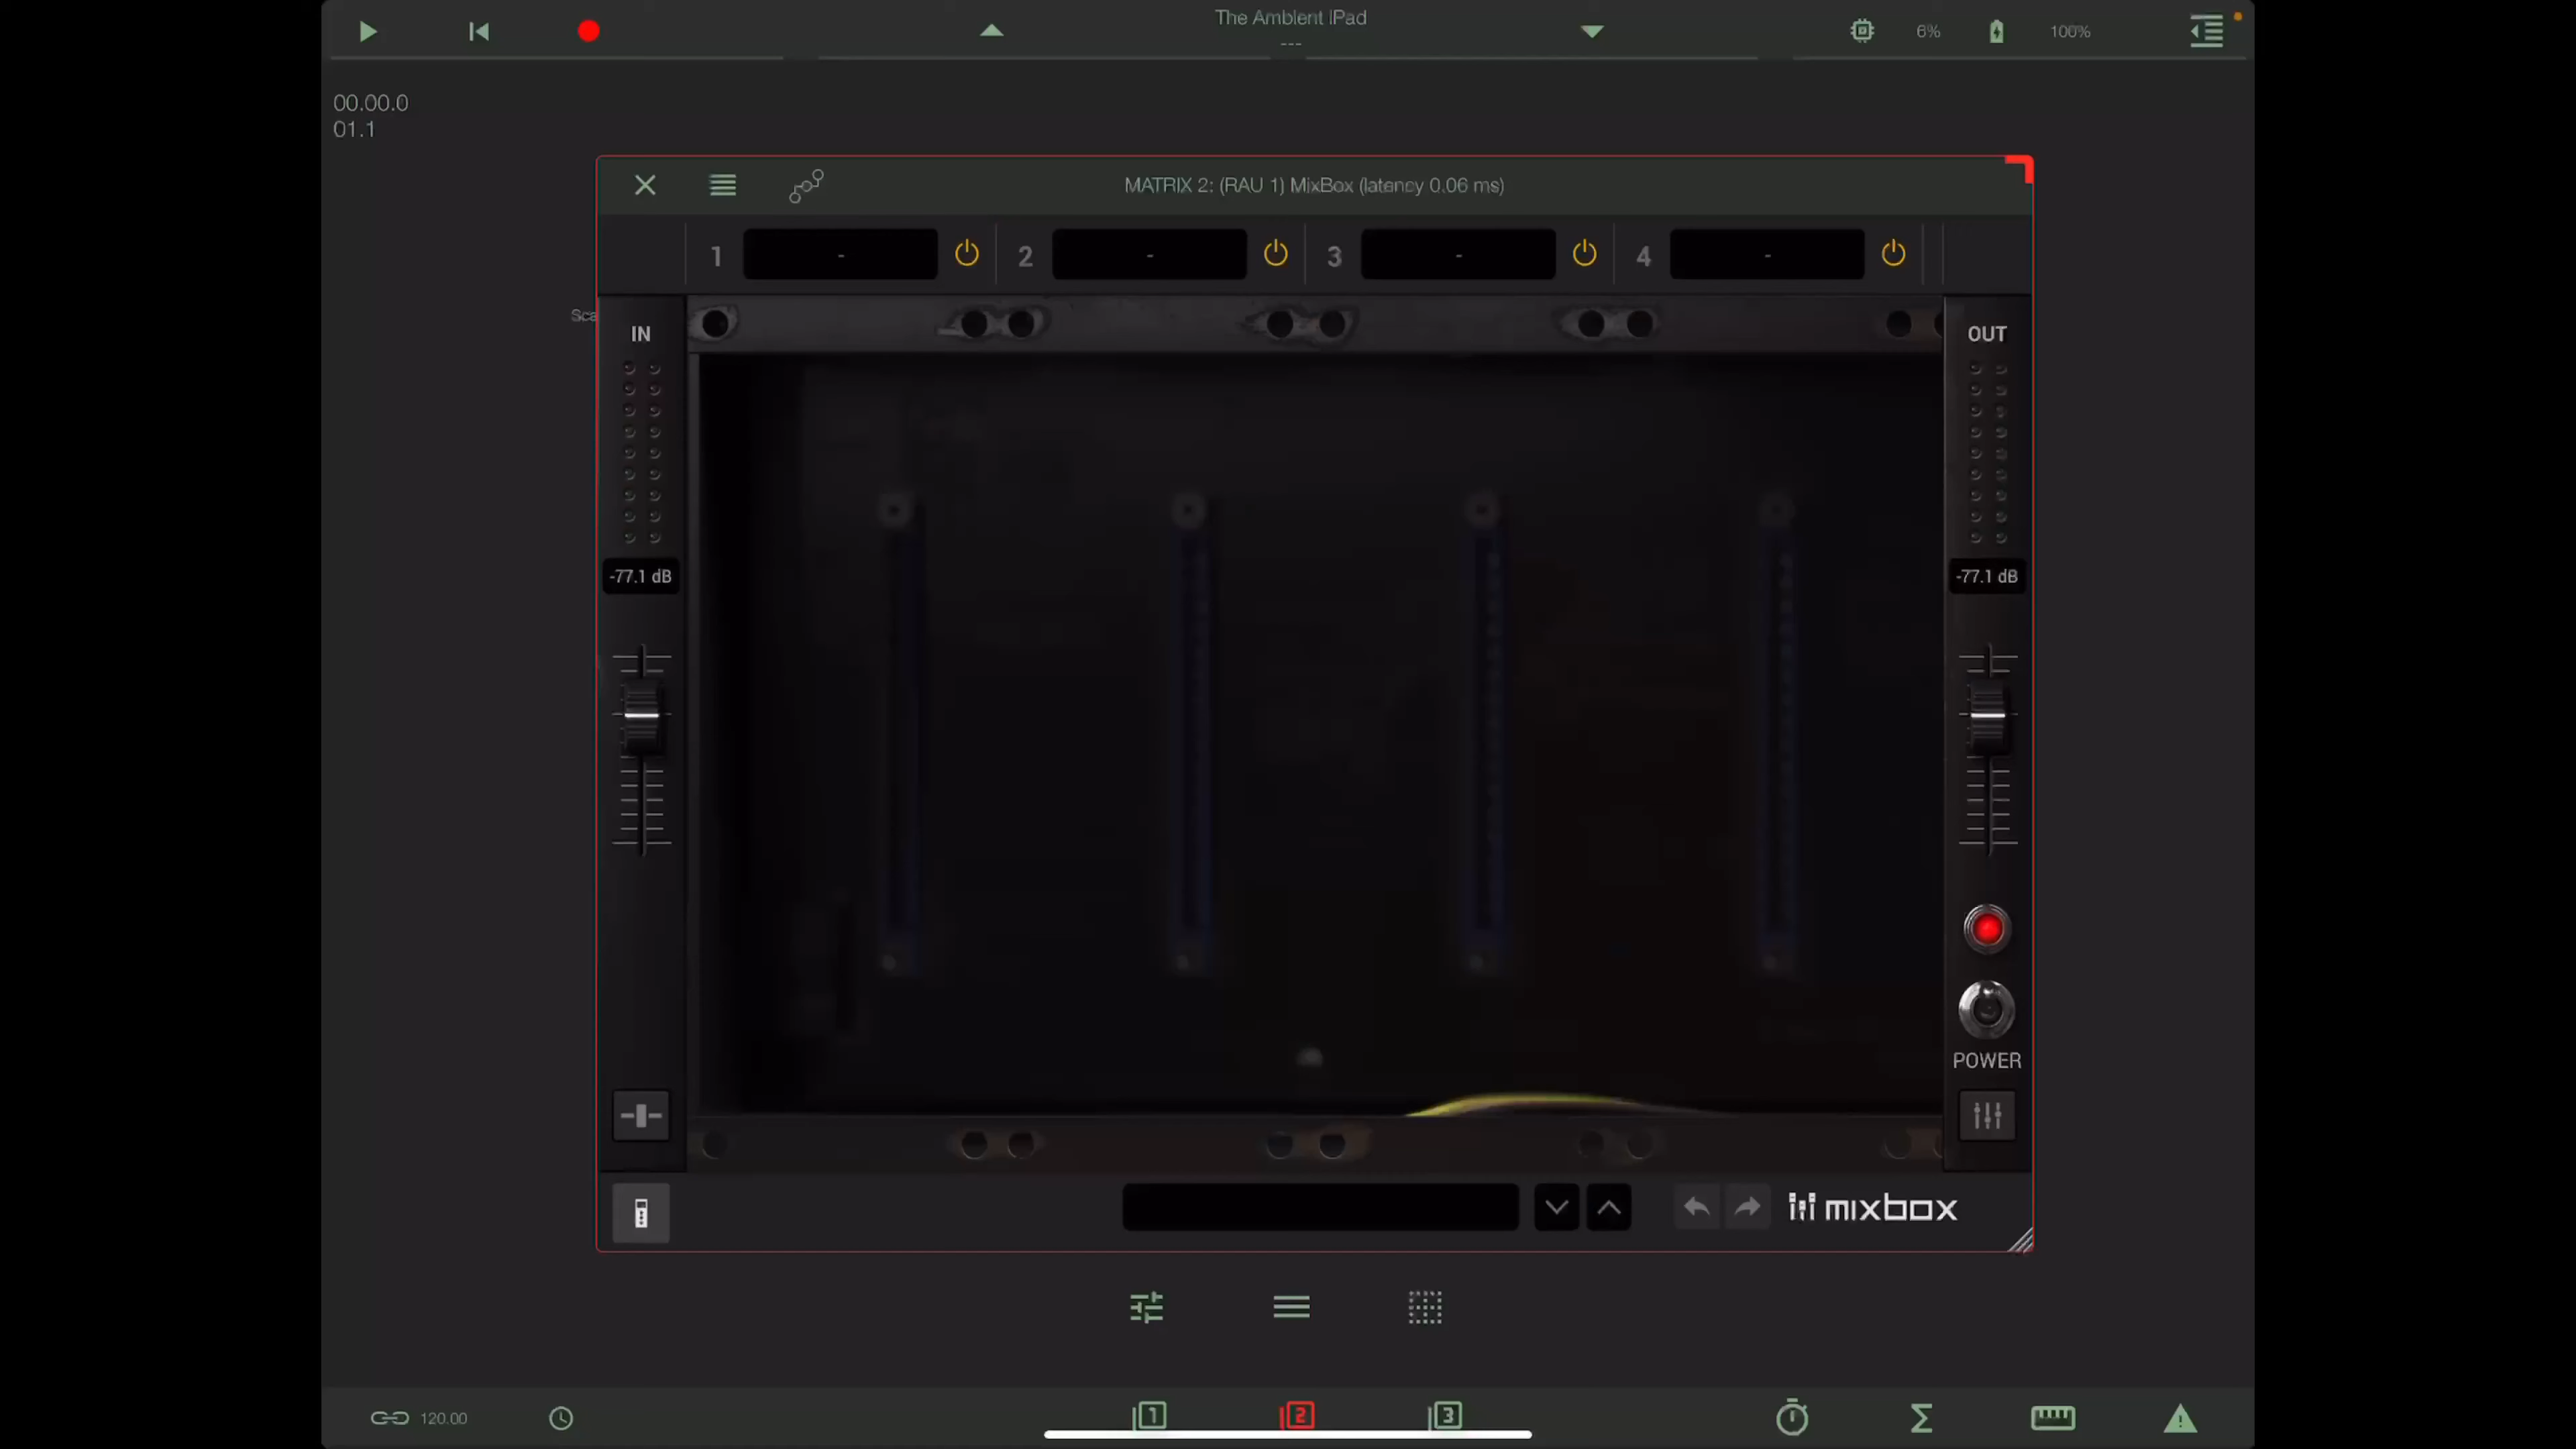 The Ambient iPad
---
6%
100%
00.00.0
01.1
MATRIX 2: (RAU 1) MixBox (latency 0.06 ms)
1 - 2 - 3 - 4 -
Sca
IN
OUT
-77.1 dB
-77.1 dB
POWER
mixbox
120.00
1 2 3